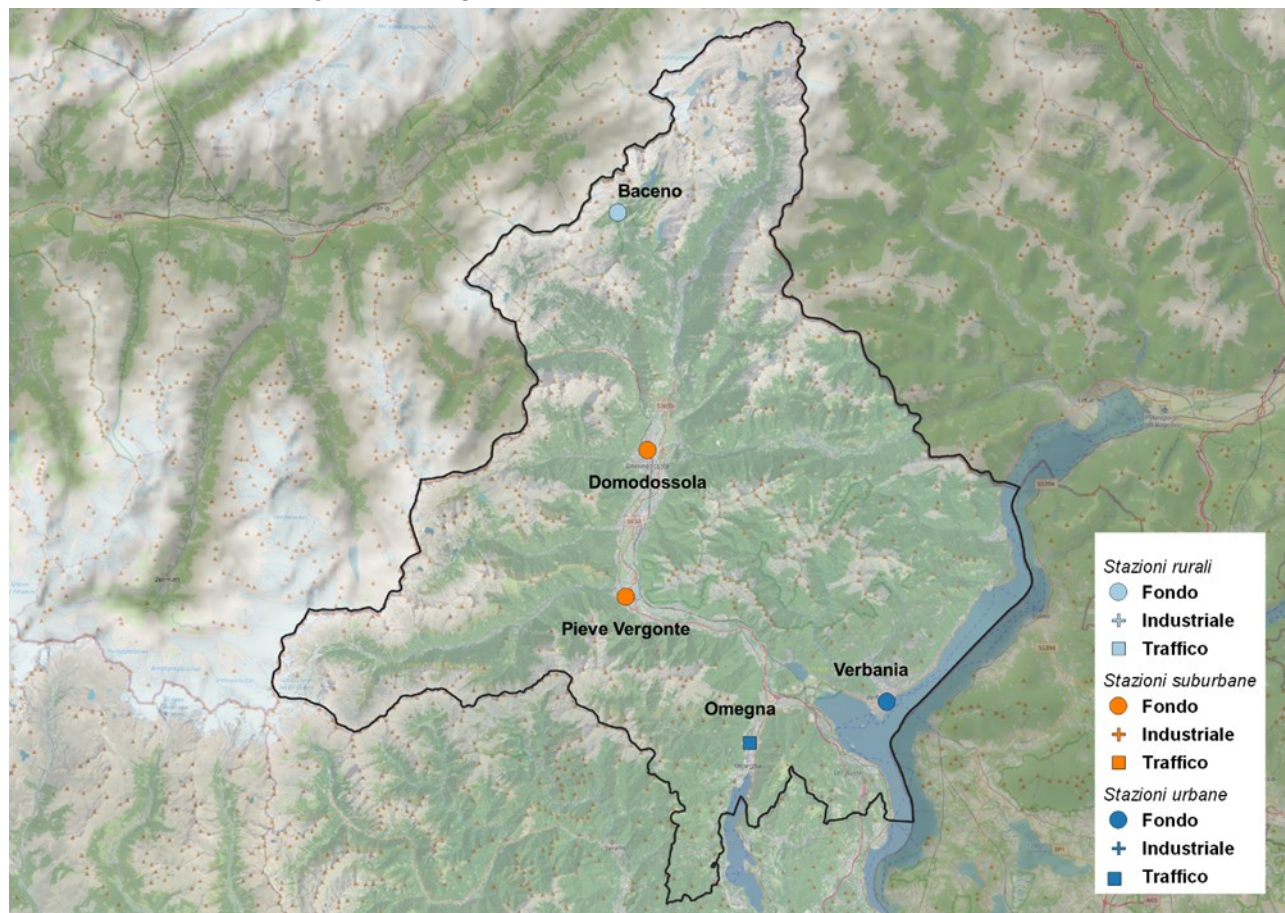 Baceno
Domodossola
Pieve Vergonte
Verbania
Omegna
Stazioni rurali
Fondo
Industriale
Traffico
Stazioni suburbane
Fondo
Industriale
Traffico
Stazioni urbane
Fondo
Industriale
Traffico